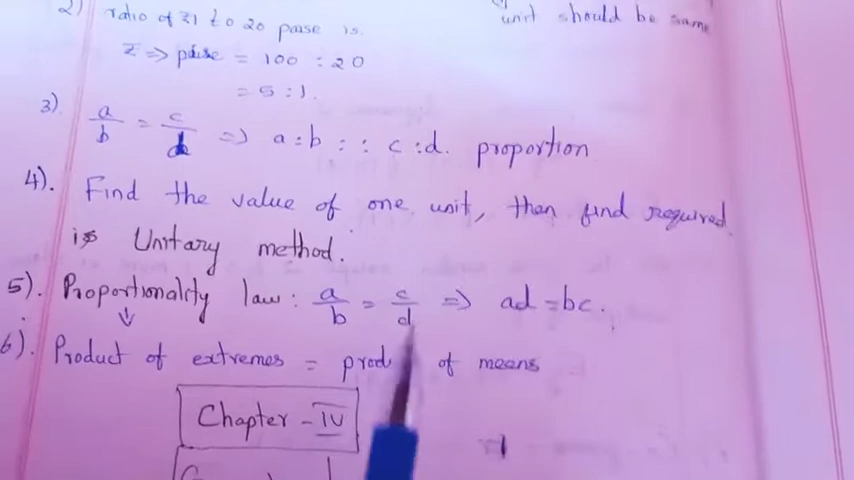 2) ratio of ₹1 to 20 paise is.
unit should be same
₹ => paise = 100 : 20
= 5 : 1.
3). a/b = c/d => a : b : : c : d. proportion
4). Find the value of one unit, then find required
is Unitary method.
5). Proportionality law : a/b = c/d => ad = bc.
6). Product of extremes = prod of means
Chapter - IV